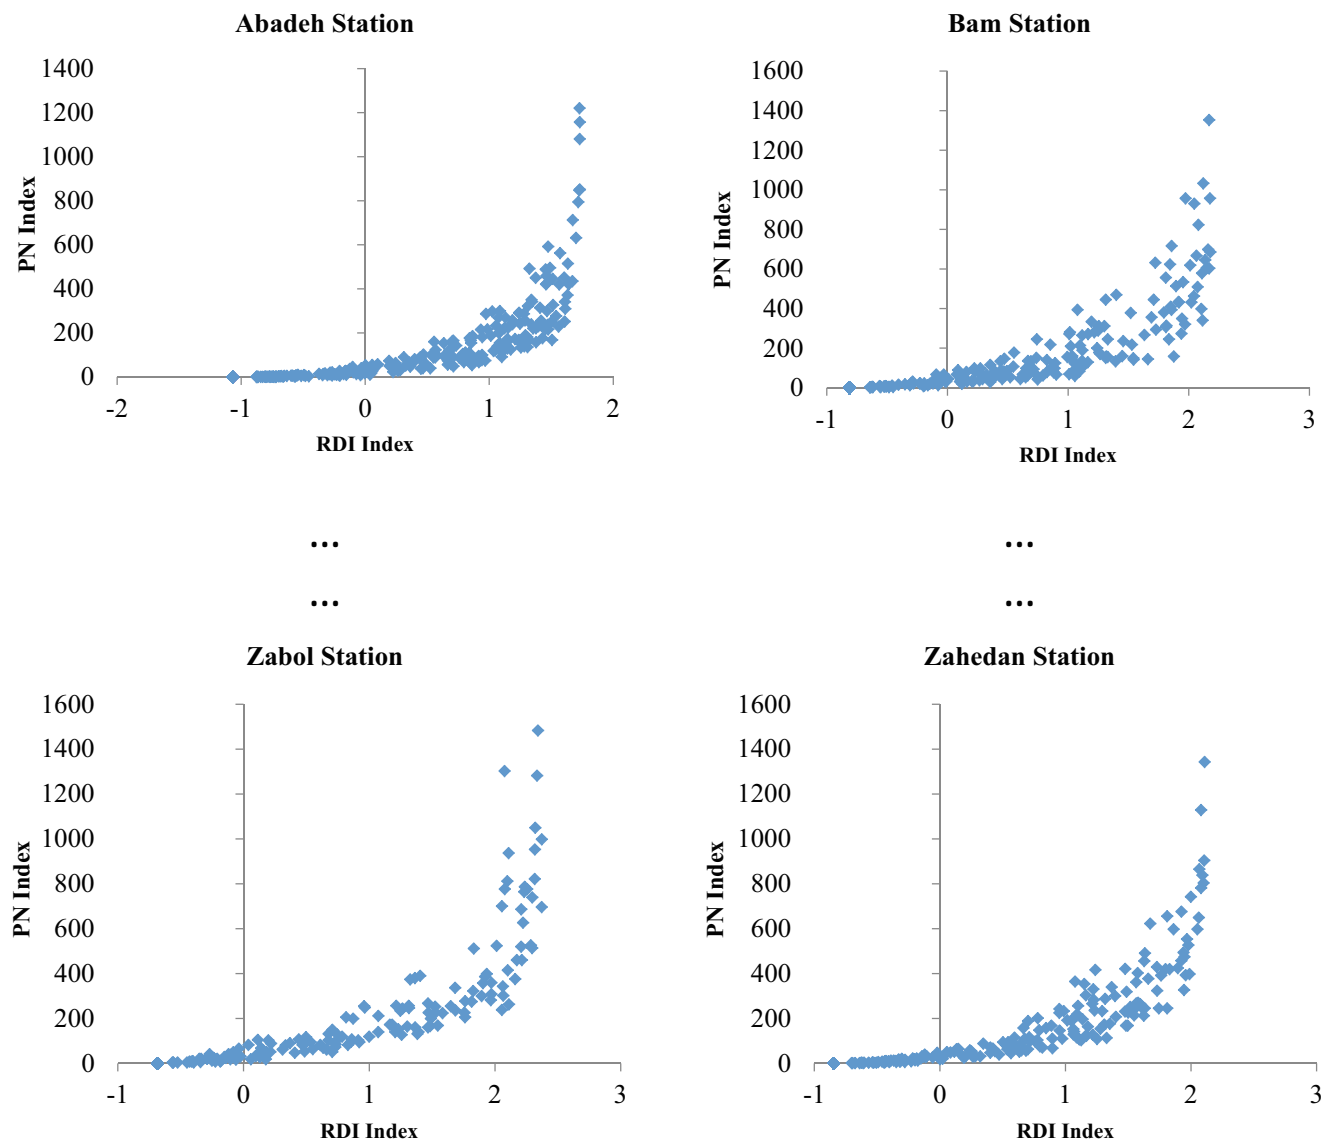 Abadeh Station
1400
1200
1000
800
600
400
200
0
-2 -1 0 1 2
PN Index
RDI Index
Bam Station
1600
1400
1200
1000
800
600
400
200
0
-1 0 1 2 3
PN Index
RDI Index
... ...
... ...
Zabol Station
1600
1400
1200
1000
800
600
400
200
0
-1 0 1 2 3
PN Index
RDI Index
Zahedan Station
1600
1400
1200
1000
800
600
400
200
0
-1 0 1 2 3
PN Index
RDI Index